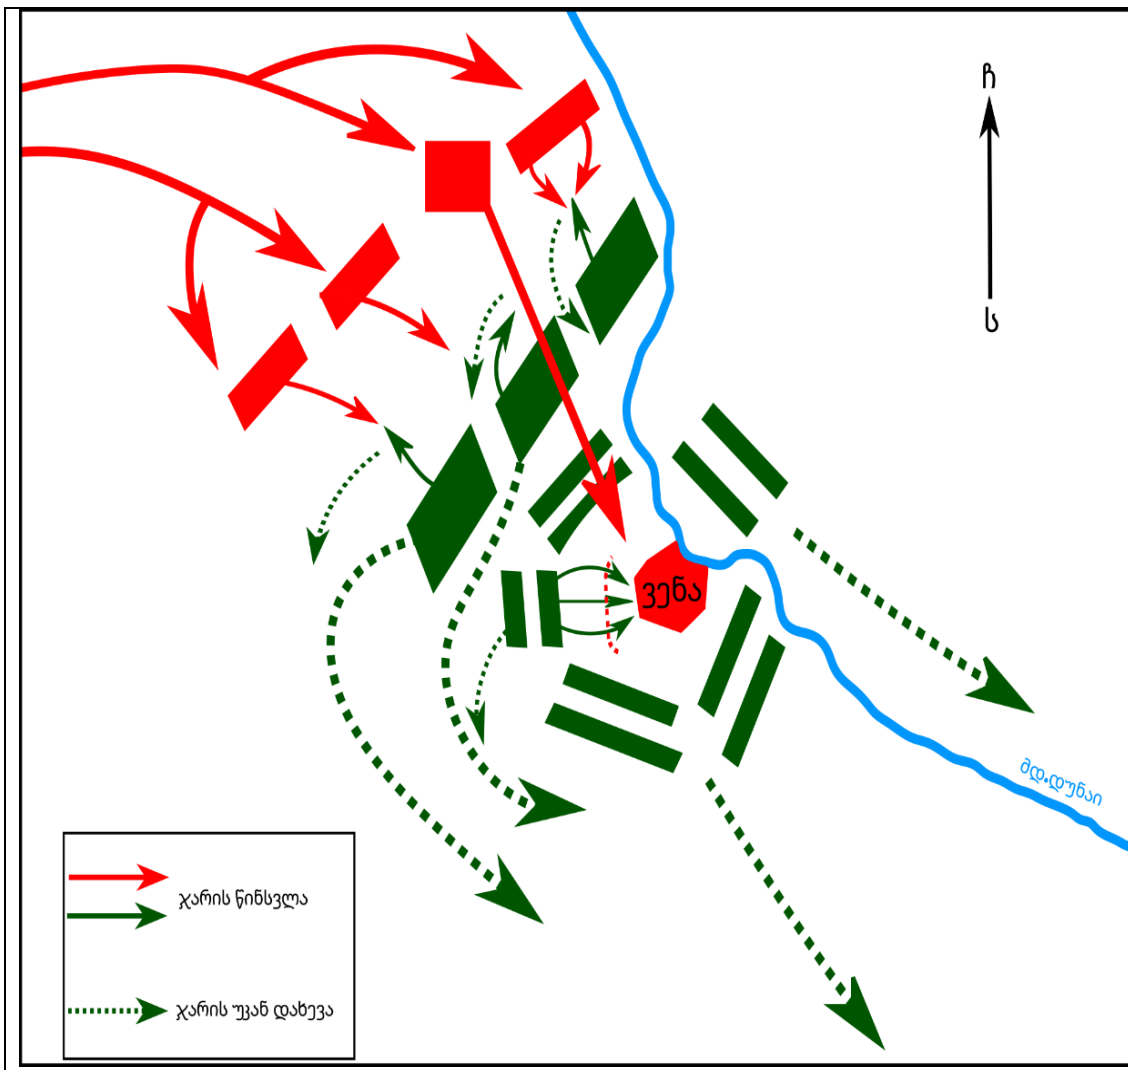 ჩ
ს
ვენა
მდ.დუნაი
ჯარის წინსვლა
ჯარის უკან დახევა